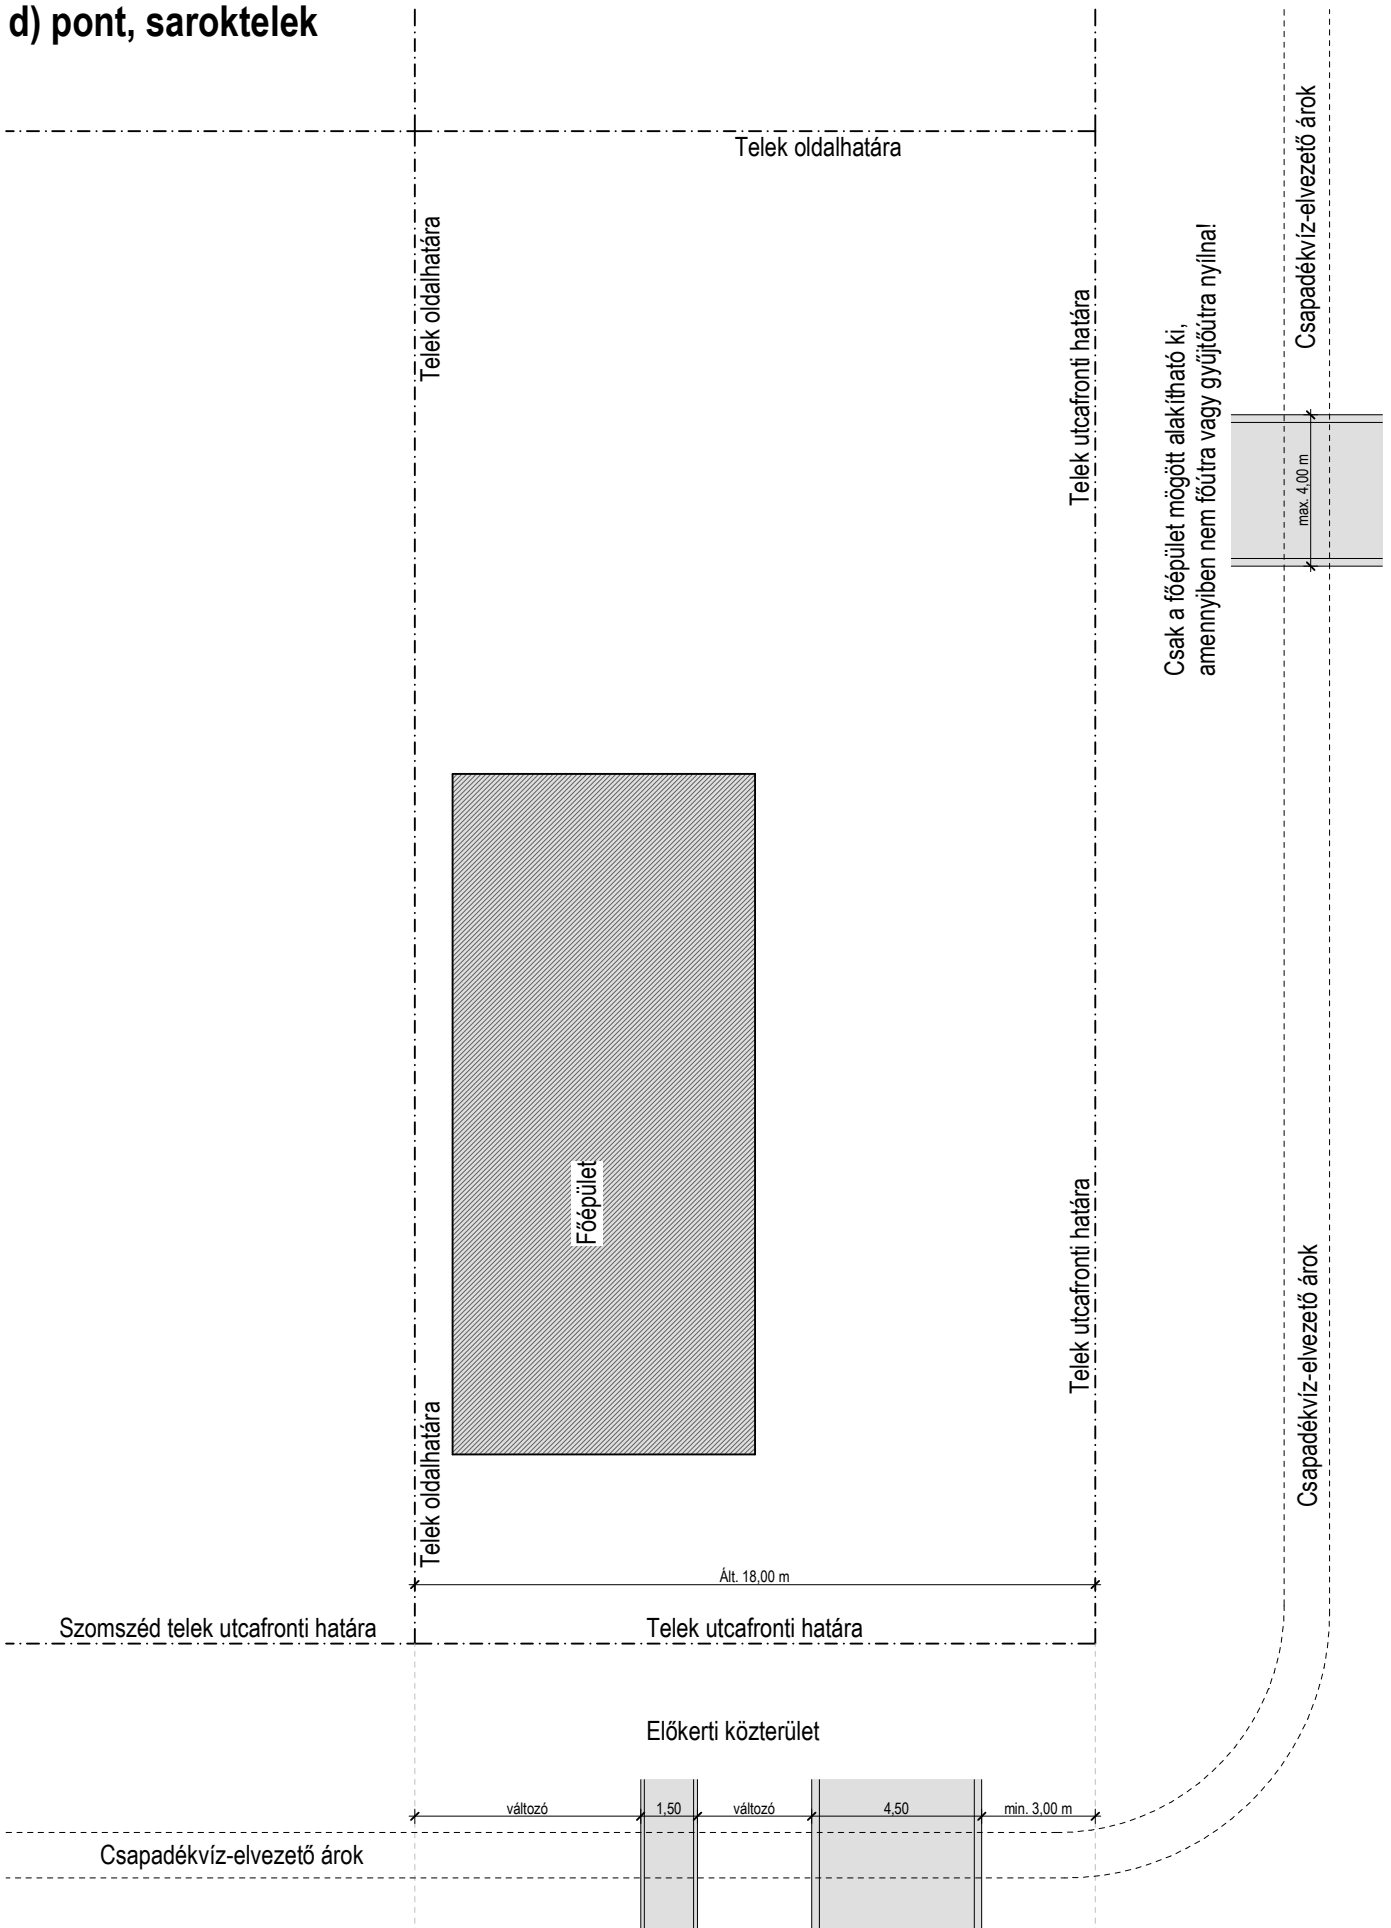 d) pont, saroktelek
Telek oldalhatára
Telek oldalhatára
Telek utcafronti határa
Csak a főépület mögött alakítható ki,
amennyiben nem főútra vagy gyűjtőútra nyílna!
Csapadékvíz-elvezető árok
max. 4,00 m
Főépület
Telek utcafronti határa
Csapadékvíz-elvezető árok
Telek oldalhatára
Ált. 18,00 m
Szomszéd telek utcafronti határa
Telek utcafronti határa
Előkerti közterület
változó
1,50
változó
4,50
min. 3,00 m
Csapadékvíz-elvezető árok